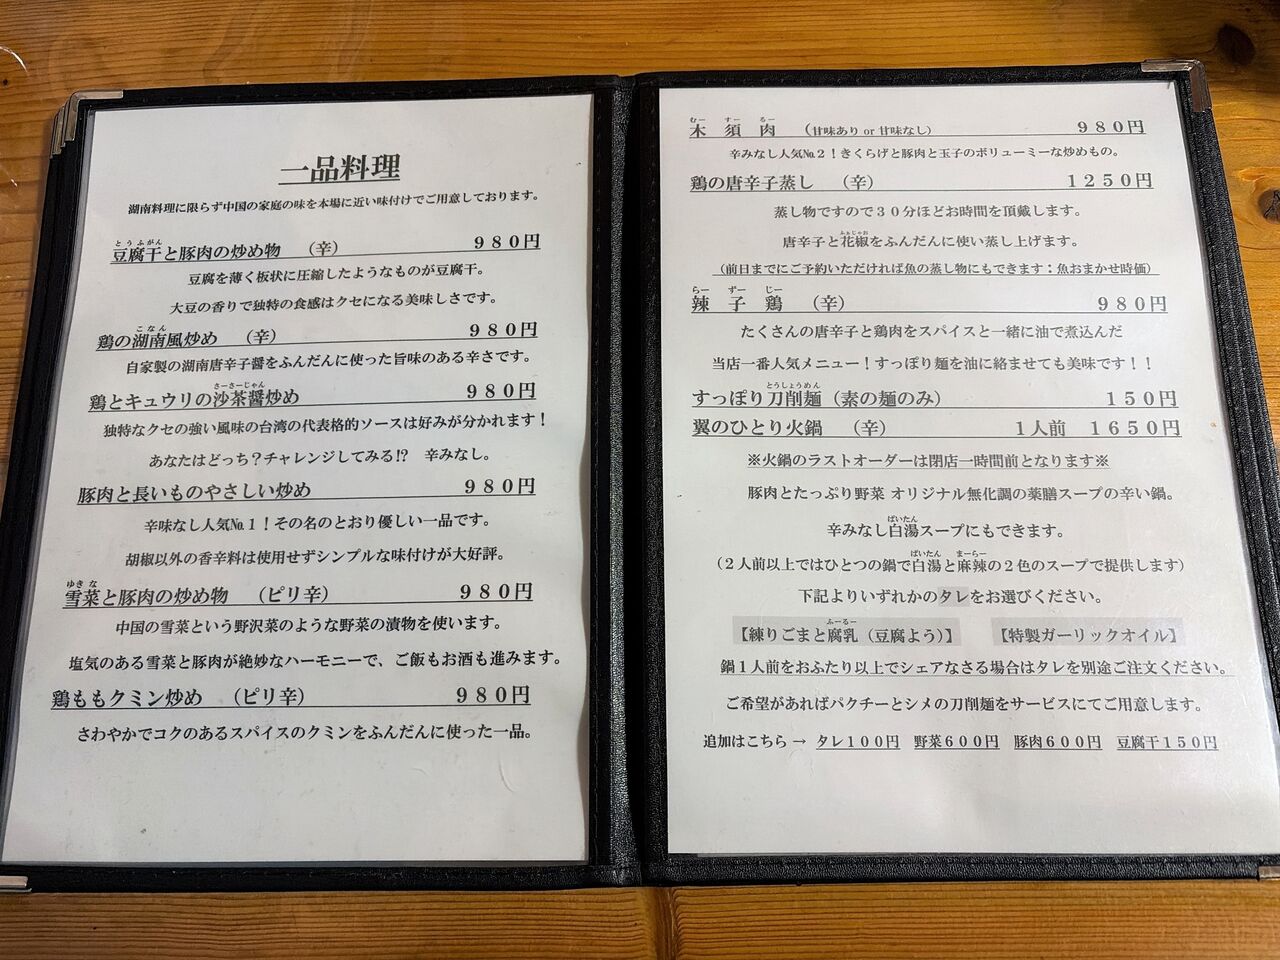 一品料理
湖南料理に限らず中国の家庭の味を本場に近い味付けでご用意しております。
とうふがん
豆腐干と豚肉の炒め物　（辛）　９８０円
豆腐を薄く板状に圧縮したようなものが豆腐干。
大豆の香りで独特の食感はクセになる美味しさです。
こなん
鶏の湖南風炒め　（辛）　９８０円
自家製の湖南唐辛子醤をふんだんに使った旨味のある辛さです。
さーさーじゃん
鶏とキュウリの沙茶醤炒め　９８０円
独特なクセの強い風味の台湾の代表格的ソースは好みが分かれます！
あなたはどっち？チャレンジしてみる!?　辛みなし。
豚肉と長いものやさしい炒め　９８０円
辛味なし人気№１！その名のとおり優しい一品です。
胡椒以外の香辛料は使用せずシンプルな味付けが大好評。
ゆきな
雪菜と豚肉の炒め物　（ピリ辛）　９８０円
中国の雪菜という野沢菜のような野菜の漬物を使います。
塩気のある雪菜と豚肉が絶妙なハーモニーで、ご飯もお酒も進みます。
鶏ももクミン炒め　（ピリ辛）　９８０円
さわやかでコクのあるスパイスのクミンをふんだんに使った一品。
むー　すー　るー
木　須　肉　（甘味あり or 甘味なし）　９８０円
辛みなし人気№２！きくらげと豚肉と玉子のボリューミーな炒めもの。
鶏の唐辛子蒸し　（辛）　１２５０円
蒸し物ですので３０分ほどお時間を頂戴します。
ふぁじゃお
唐辛子と花椒をふんだんに使い蒸し上げます。
（前日までにご予約いただければ魚の蒸し物にもできます：魚おまかせ時価）
らー　ずー　じー
辣　子　鶏　（辛）　９８０円
たくさんの唐辛子と鶏肉をスパイスと一緒に油で煮込んだ
当店一番人気メニュー！すっぽり麺を油に絡ませても美味です！！
とうしょうめん
すっぽり刀削麺（素の麺のみ）　１５０円
翼のひとり火鍋　（辛）　１人前　１６５０円
※火鍋のラストオーダーは閉店一時間前となります※
豚肉とたっぷり野菜 オリジナル無化調の薬膳スープの辛い鍋。
ぱいたん
辛みなし白湯スープにもできます。
ぱいたん　まーらー
（２人前以上ではひとつの鍋で白湯と麻辣の２色のスープで提供します）
下記よりいずれかのタレをお選びください。
ふーるー
【練りごまと腐乳（豆腐よう）】　【特製ガーリックオイル】
鍋１人前をおふたり以上でシェアなさる場合はタレを別途ご注文ください。
ご希望があればパクチーとシメの刀削麺をサービスにてご用意します。
追加はこちら → タレ１００円　野菜６００円　豚肉６００円　豆腐干１５０円